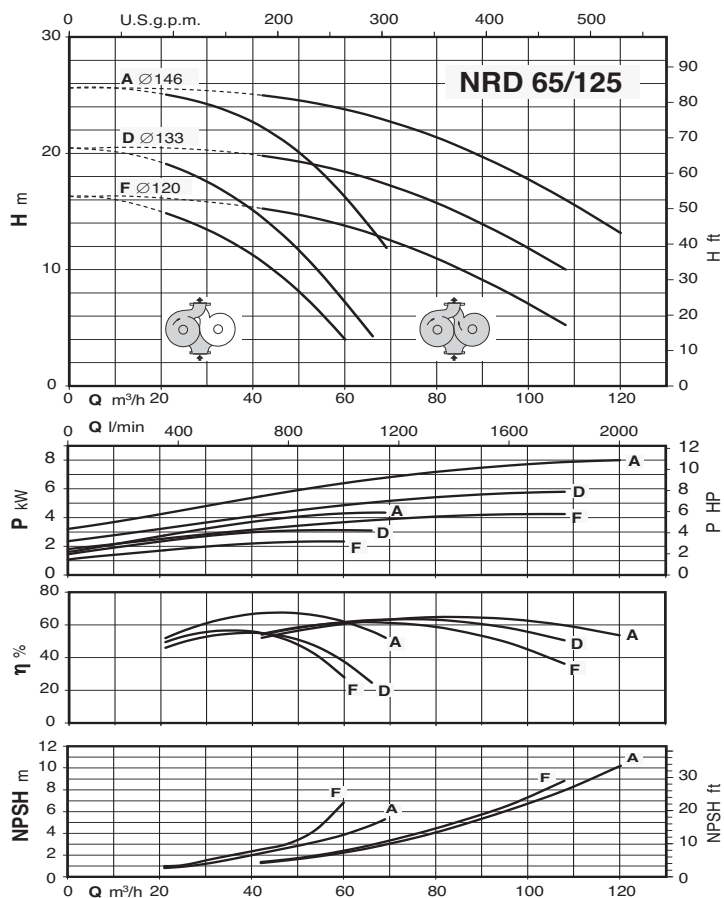 0 U.S.g.p.m. 200 300 400 500
30 20 10 0
H m
90 80 70 60 50 40 30 20 10 0
H ft
NRD 65/125
A ∅146
D ∅133
F ∅120
Q m³/h 20 40 60 80 100 120
0 Q l/min 400 800 1200 1600 2000
8 6 4 2 0
P kW
12 10 8 6 4 2 0
P HP
A
D
A
F
D
F
80 60 40 20 0
η %
A
A
D
F
F
D
12 10 8 6 4 2 0
NPSH m
30 20 10 0
NPSH ft
A
F
F
A
0 Q m³/h 20 40 60 80 100 120